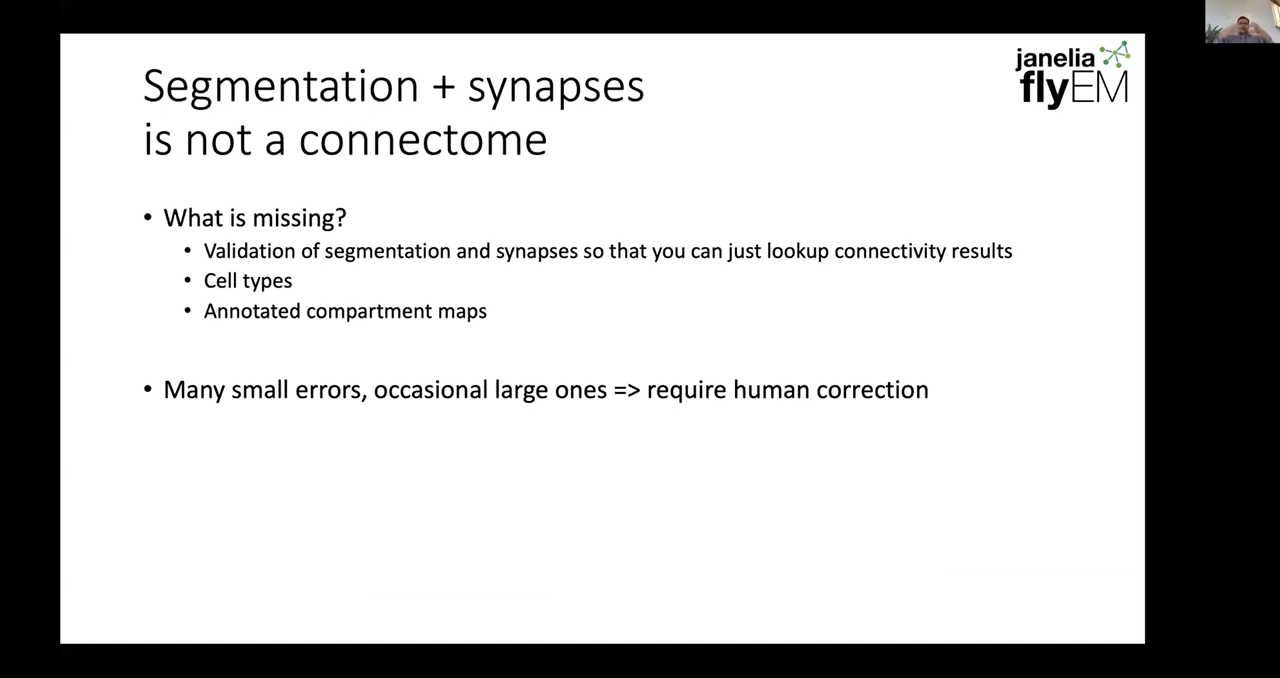 Segmentation + synapses
is not a connectome
janelia
flyEM
• What is missing?
• Validation of segmentation and synapses so that you can just lookup connectivity results
• Cell types
• Annotated compartment maps
• Many small errors, occasional large ones => require human correction